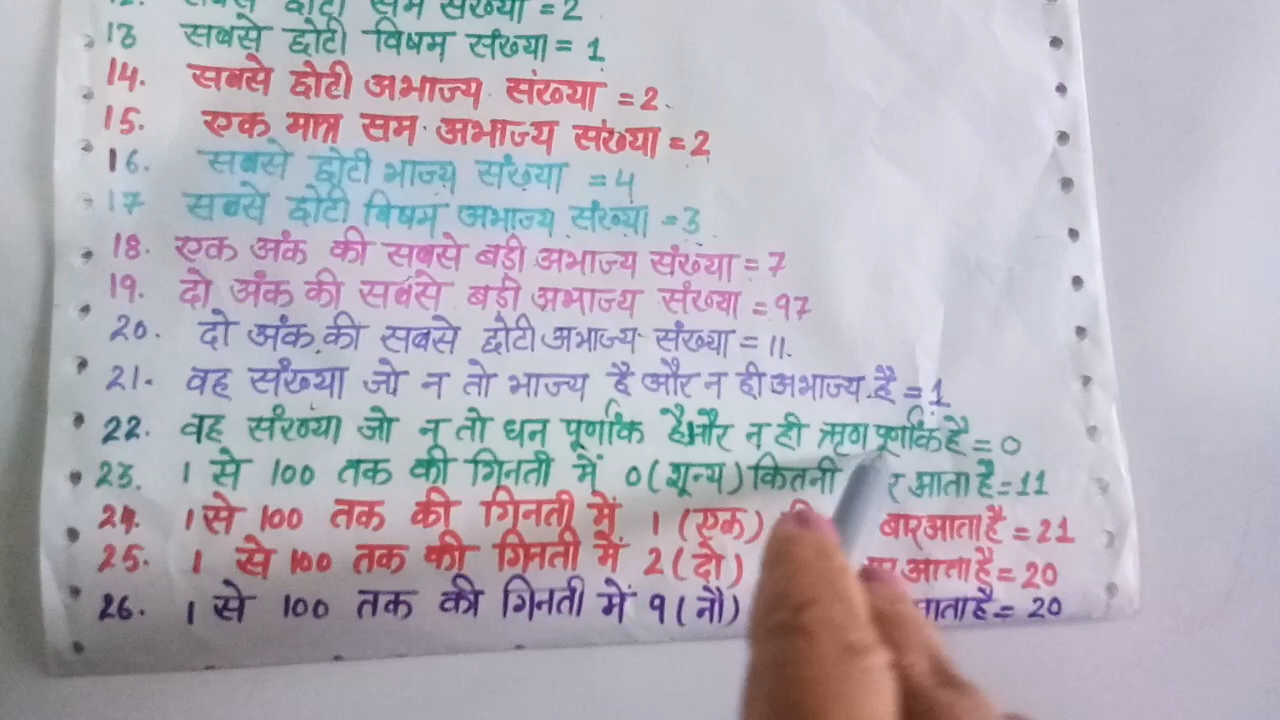 12. सबसे छोटी सम संख्या = 2
13 सबसे छोटी विषम संख्या = 1
14. सबसे छोटी अभाज्य संख्या = 2.
15. एक मात्र सम अभाज्य संख्या = 2
16. सबसे छोटी भाज्य संख्या = 4
17 सबसे छोटी विषम अभाज्य संख्या = 3
18. एक अंक की सबसे बड़ी अभाज्य संख्या = 7
19. दो अंक की सबसे बड़ी अभाज्य संख्या = 97
20. दो अंक की सबसे छोटी अभाज्य संख्या = 11.
21. वह संख्या जो न तो भाज्य है और न ही अभाज्य है = 1
22. वह संख्या जो न तो धन पूर्णांक है और न ही ऋण पूर्णांक है = 0
23. 1 से 100 तक की गिनती में 0 (शून्य) कितनी आता है = 11
24. 1 से 100 तक की गिनती में 1 (एक) बार आता है = 21
25. 1 से 100 तक की गिनती में 2 (दो) आता है = 20
26. 1 से 100 तक की गिनती में 9 (नौ) = 20